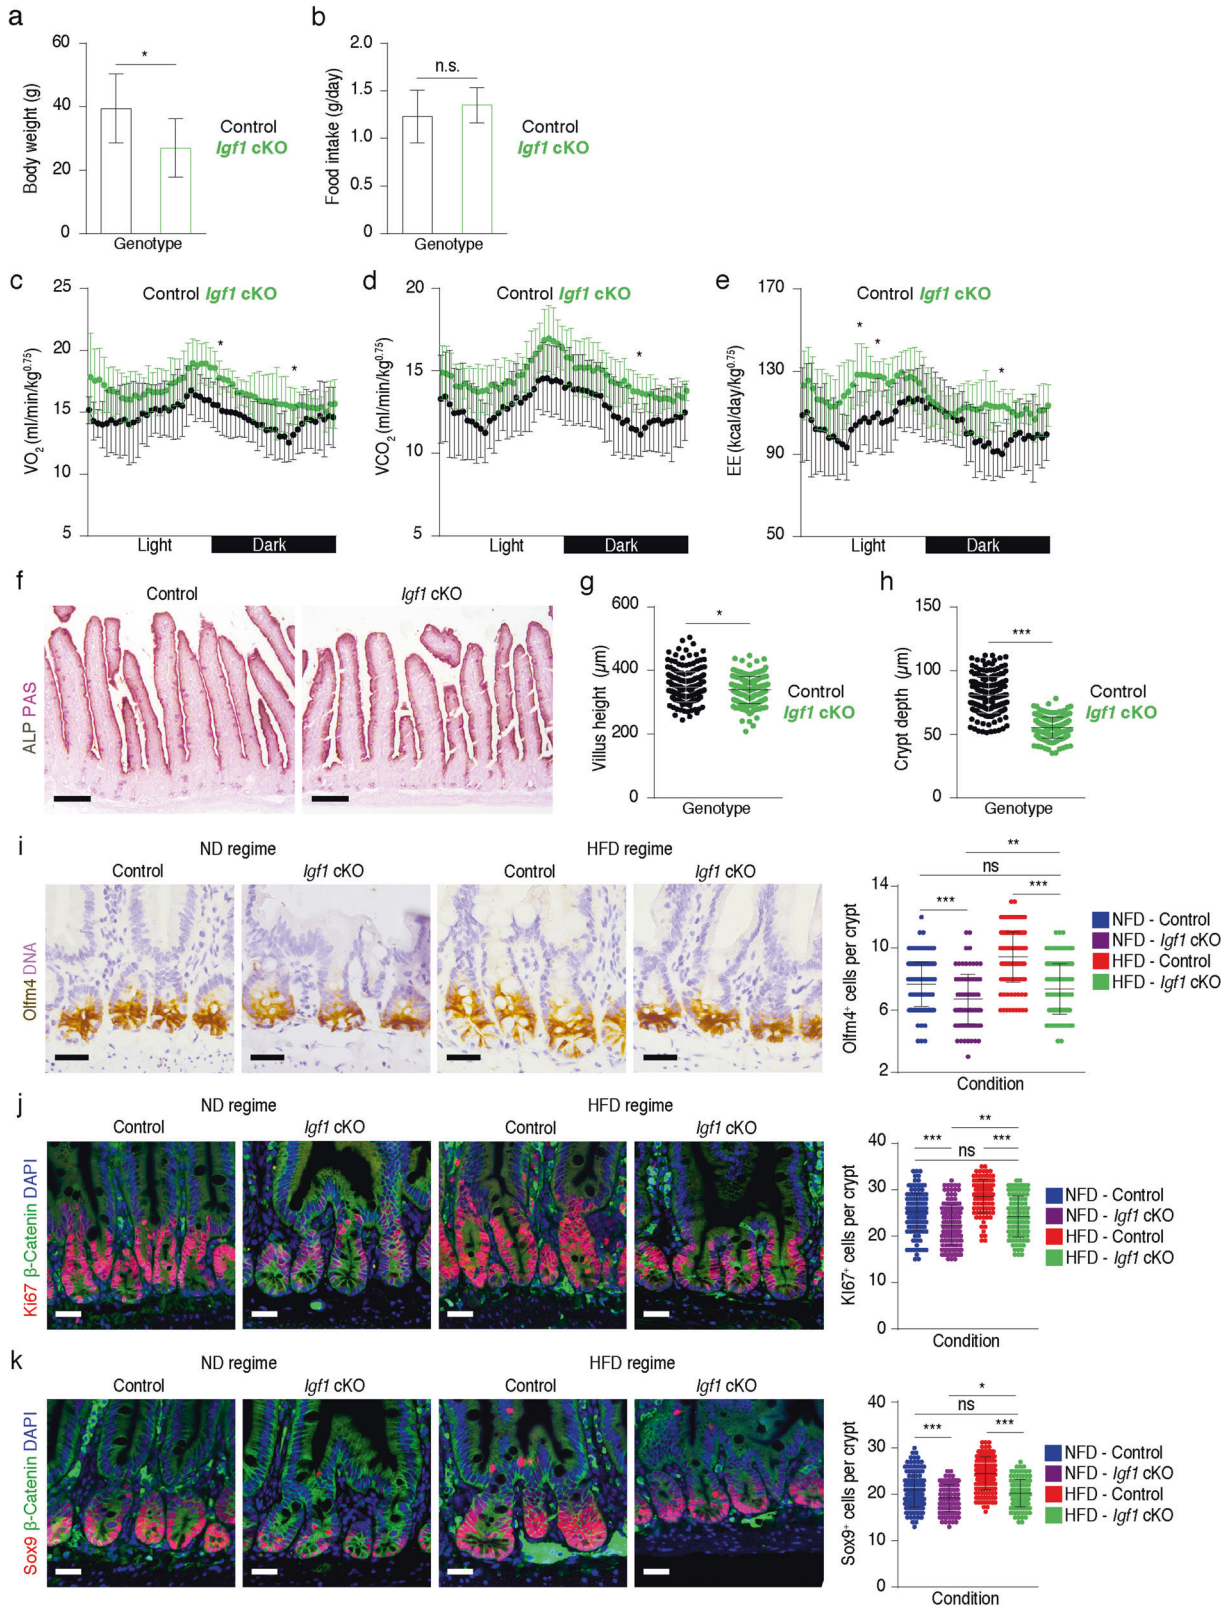 a
b
60
40
20
0
Body weight (g)
*
Genotype
Control
Igf1 cKO
2.0
1.5
1.0
0.5
0
Food intake (g/day)
n.s.
Genotype
Control
Igf1 cKO
c
d
e
25
20
15
10
5
VO2 (ml/min/kg0.75)
Control Igf1 cKO
*
*
Light
Dark
20
15
10
5
VCO2 (ml/min/kg0.75)
Control Igf1 cKO
*
Light
Dark
170
130
90
50
EE (kcal/day/kg0.75)
Control Igf1 cKO
*
*
*
Light
Dark
f
Control
Igf1 cKO
ALP PAS
g
600
400
200
0
Villus height (µm)
*
Genotype
Control
Igf1 cKO
h
150
100
50
0
Crypt depth (µm)
***
Genotype
Control
Igf1 cKO
i
ND regime
HFD regime
Control
Igf1 cKO
Control
Igf1 cKO
Olfm4 DNA
14
10
6
2
Olfm4+ cells per crypt
**
ns
***
***
Condition
NFD - Control
NFD - Igf1 cKO
HFD - Control
HFD - Igf1 cKO
j
ND regime
HFD regime
Control
Igf1 cKO
Control
Igf1 cKO
Ki67 β-Catenin DAPI
40
30
20
10
0
KI67+ cells per crypt
**
***
***
ns
Condition
NFD - Control
NFD - Igf1 cKO
HFD - Control
HFD - Igf1 cKO
k
ND regime
HFD regime
Control
Igf1 cKO
Control
Igf1 cKO
Sox9 β-Catenin DAPI
40
30
20
10
0
Sox9+ cells per crypt
*
ns
***
***
Condition
NFD - Control
NFD - Igf1 cKO
HFD - Control
HFD - Igf1 cKO